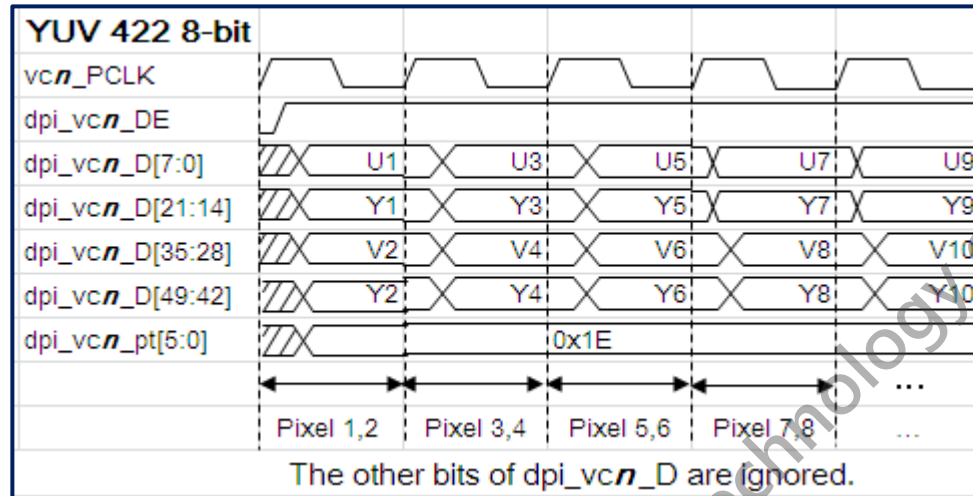 YUV 422 8-bit
vcn_PCLK
dpi_vcn_DE
dpi_vcn_D[7:0] U1 U3 U5 U7 U9
dpi_vcn_D[21:14] Y1 Y3 Y5 Y7 Y9
dpi_vcn_D[35:28] V2 V4 V6 V8 V10
dpi_vcn_D[49:42] Y2 Y4 Y6 Y8 Y10
dpi_vcn_pt[5:0] 0x1E
...
Pixel 1,2 Pixel 3,4 Pixel 5,6 Pixel 7,8 ...
The other bits of dpi_vcn_D are ignored.